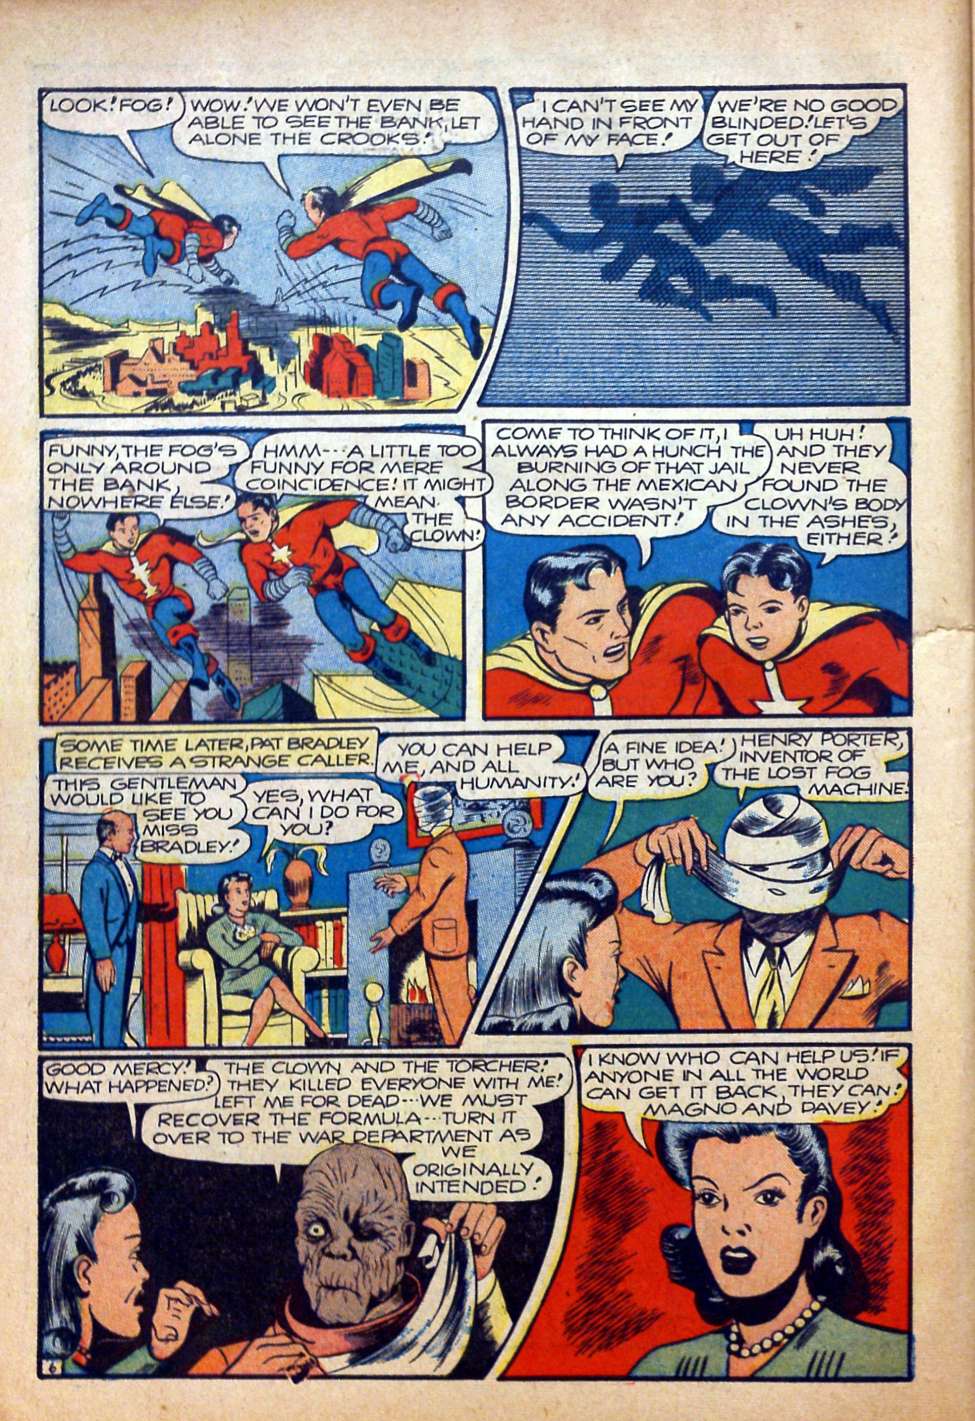 LOOK! FOG!
WOW! WE WON'T EVEN BE
ABLE TO SEE THE BANK, LET
ALONE THE CROOKS!
I CAN'T SEE MY
HAND IN FRONT
OF MY FACE!
WE'RE NO GOOD
BLINDED! LET'S
GET OUT OF
HERE!
FUNNY, THE FOG'S
ONLY AROUND
THE BANK,
NOWHERE ELSE!
HMM--- A LITTLE TOO
FUNNY FOR MERE
COINCIDENCE! IT MIGHT
MEAN-
THE
CLOWN!
COME TO THINK OF IT, I
ALWAYS HAD A HUNCH THE
BURNING OF THAT JAIL
ALONG THE MEXICAN
BORDER WASN'T
ANY ACCIDENT!
UH HUH!
AND THEY
NEVER
FOUND THE
CLOWN'S BODY
IN THE ASHES,
EITHER!
SOME TIME LATER, PAT BRADLEY
RECEIVES A STRANGE CALLER.
THIS GENTLEMAN
WOULD LIKE TO
SEE YOU
MISS
BRADLEY!
YES, WHAT
CAN I DO FOR
YOU?
YOU CAN HELP
ME, AND ALL
HUMANITY!
A FINE IDEA!
BUT WHO
ARE YOU?
HENRY PORTER,
INVENTOR OF
THE LOST FOG
MACHINE.
GOOD MERCY!
WHAT HAPPENED?
THE CLOWN AND THE TORCHER!
THEY KILLED EVERYONE WITH ME!
LEFT ME FOR DEAD--- WE MUST
RECOVER THE FORMULA--- TURN IT
OVER TO THE WAR DEPARTMENT AS
WE
ORIGINALLY
INTENDED!
I KNOW WHO CAN HELP US! IF
ANYONE IN ALL THE WORLD
CAN GET IT BACK, THEY CAN!
MAGNO AND DAVEY!
6